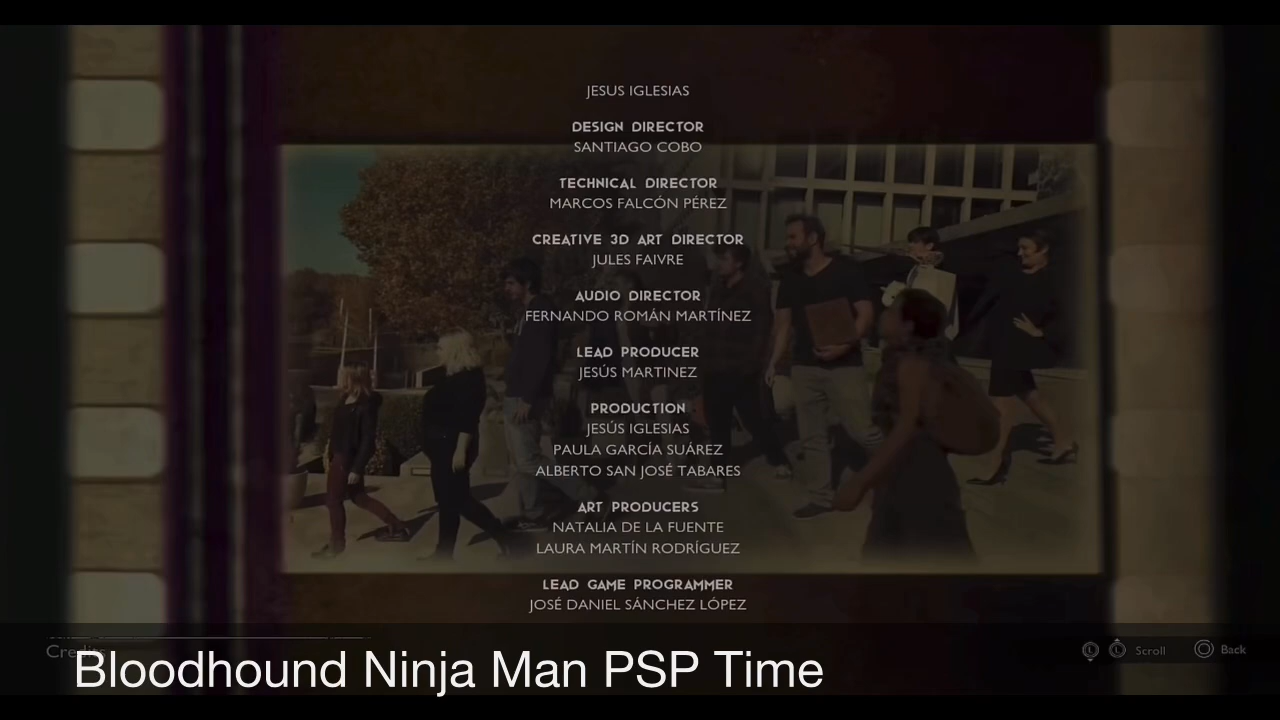 JESUS IGLESIAS
DESIGN DIRECTOR
SANTIAGO COBO
TECHNICAL DIRECTOR
MARCOS FALCÓN PÉREZ
CREATIVE 3D ART DIRECTOR
JULES FAIVRE
AUDIO DIRECTOR
FERNANDO ROMÁN MARTÍNEZ
LEAD PRODUCER
JESÚS MARTINEZ
PRODUCTION
JESÚS IGLESIAS
PAULA GARCÍA SUÁREZ
ALBERTO SAN JOSÉ TABARES
ART PRODUCERS
NATALIA DE LA FUENTE
LAURA MARTÍN RODRÍGUEZ
LEAD GAME PROGRAMMER
JOSÉ DANIEL SÁNCHEZ LÓPEZ
Credits
L L Scroll Back
Bloodhound Ninja Man PSP Time